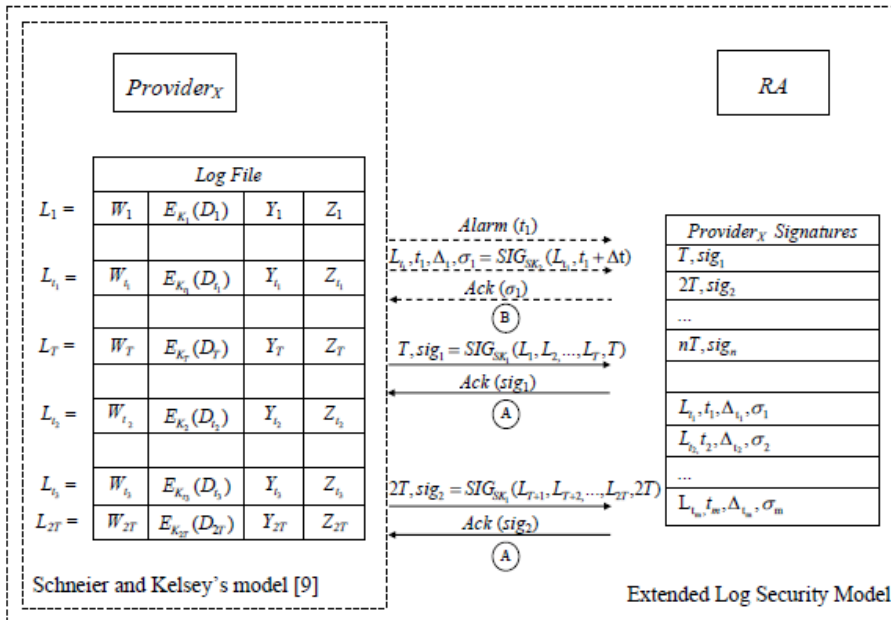 Provider_X
RA
Log File
L_1 = W_1 E_{K_1}(D_1) Y_1 Z_1
L_{t_1} = W_{t_1} E_{K_{t_1}}(D_{t_1}) Y_{t_1} Z_{t_1}
L_T = W_T E_{K_T}(D_T) Y_T Z_T
L_{t_2} = W_{t_2} E_{K_2}(D_{t_2}) Y_{t_2} Z_{t_2}
L_{t_3} = W_{t_3} E_{K_{t_3}}(D_{t_3}) Y_{t_3} Z_{t_3}
L_{2T} = W_{2T} E_{K_{2T}}(D_{2T}) Y_{2T} Z_{2T}
Schneier and Kelsey's model [9]
Alarm (t_1)
L_{t_1}, t_1, Δ_{t_1}, σ_1 = SIG_{SK_s}(L_{t_1}, t_1 + Δt)
Ack (σ_1)
B
T, sig_1 = SIG_{SK_1}(L_1, L_2, ..., L_T, T)
Ack (sig_1)
A
2T, sig_2 = SIG_{SK_1}(L_{T+1}, L_{T+2}, ..., L_{2T}, 2T)
Ack (sig_2)
A
Provider_X Signatures
T, sig_1
2T, sig_2
...
nT, sig_n
L_{t_1}, t_1, Δ_{t_1}, σ_1
L_{t_2}, t_2, Δ_{t_2}, σ_2
...
L_{t_m}, t_m, Δ_{t_m}, σ_m
Extended Log Security Model